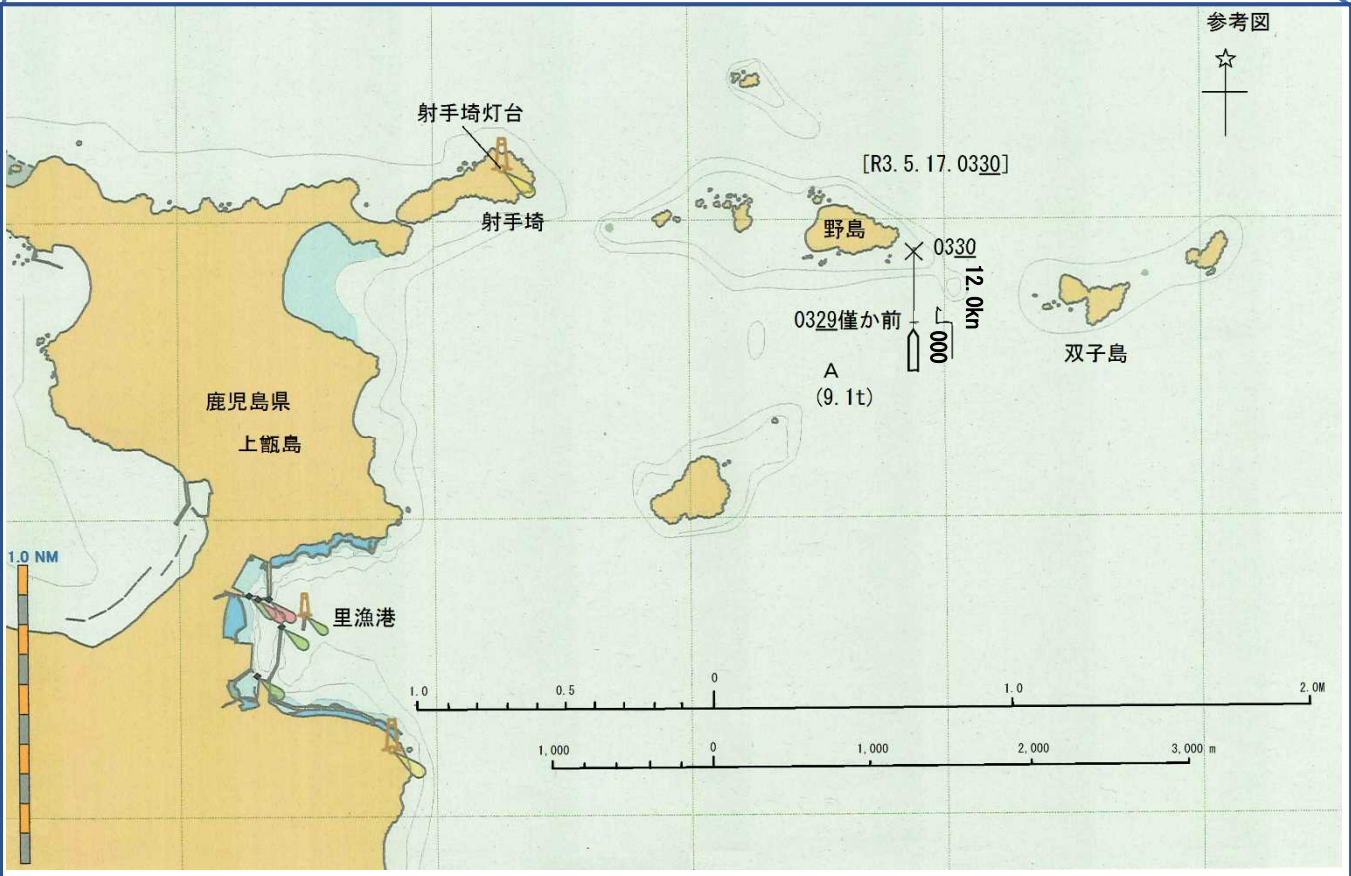 参考図
射手埼灯台
[R3.5.17.0330]
射手埼
野島
0330
12.0kn
0329僅か前
000
双子島
A
(9.1t)
鹿児島県
上甑島
1.0 NM
里漁港
1.0 0.5 0 1.0 2.0M
1,000 0 1,000 2,000 3,000 m